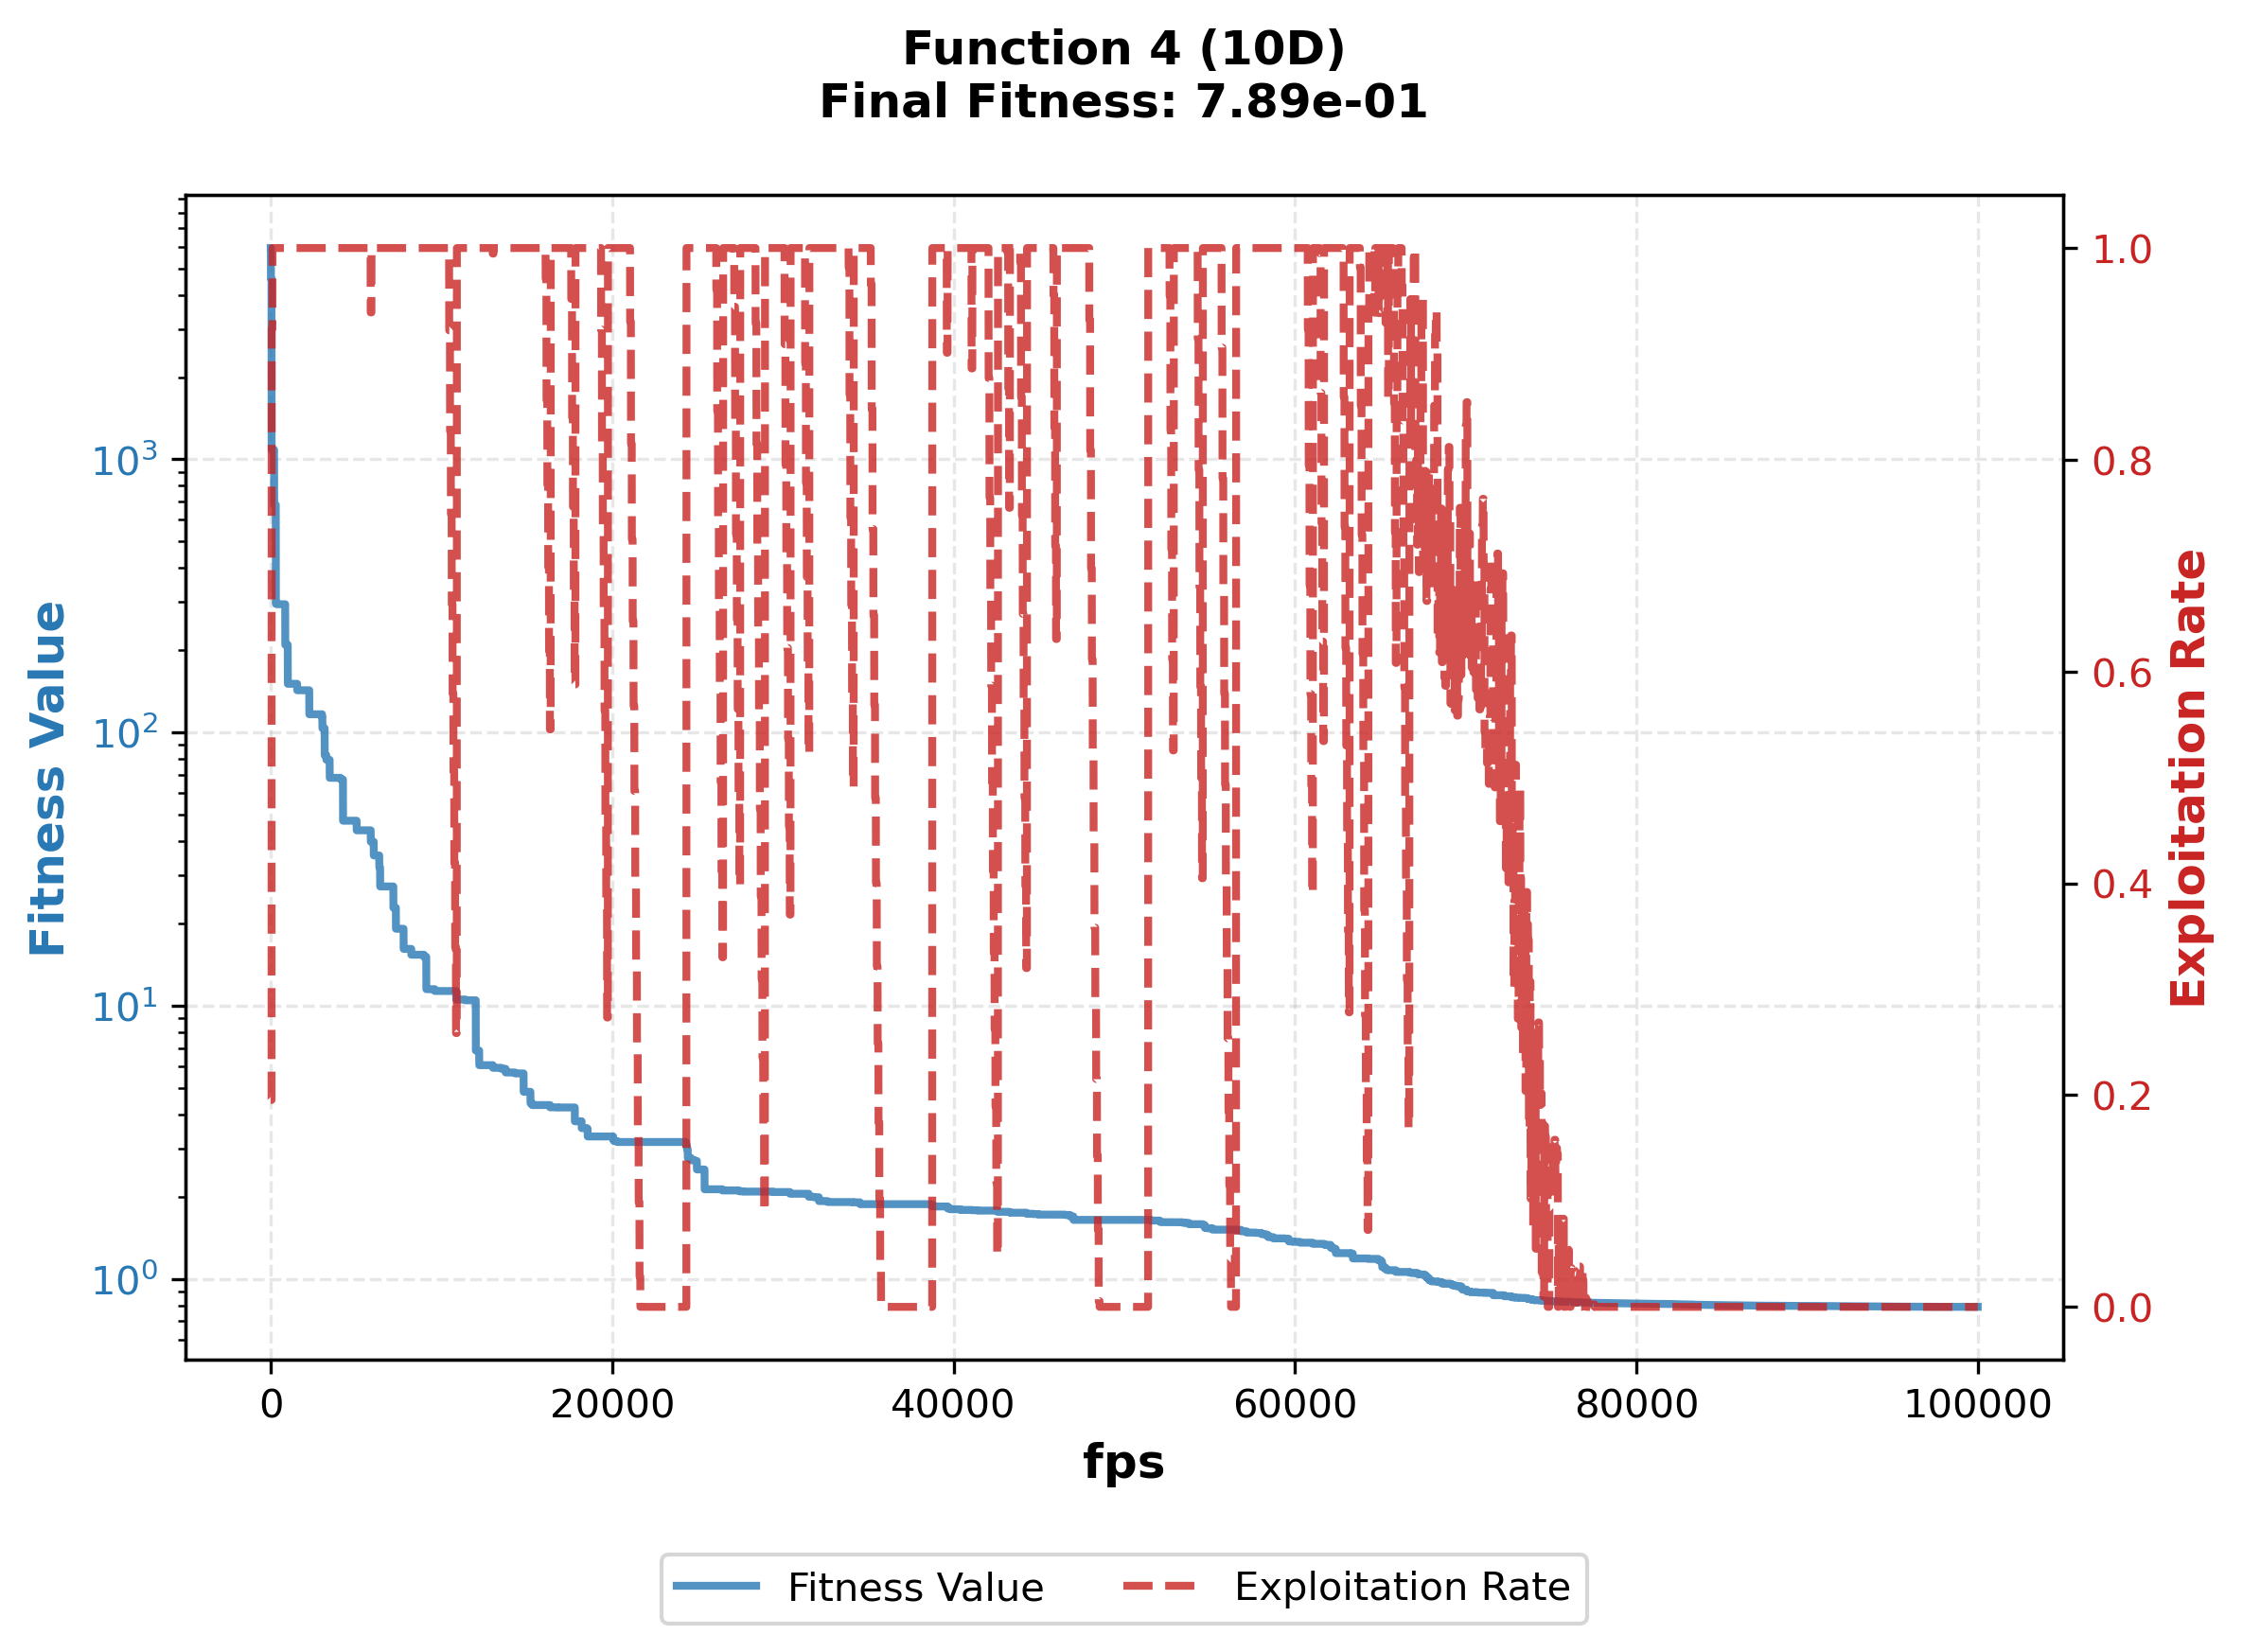 Function 4 (10D)
Final Fitness: 7.89e-01
Fitness Value
10³
10²
10¹
10⁰
1.0
0.8
0.6
0.4
0.2
0.0
Exploitation Rate
0 20000 40000 60000 80000 100000
fps
Fitness Value Exploitation Rate